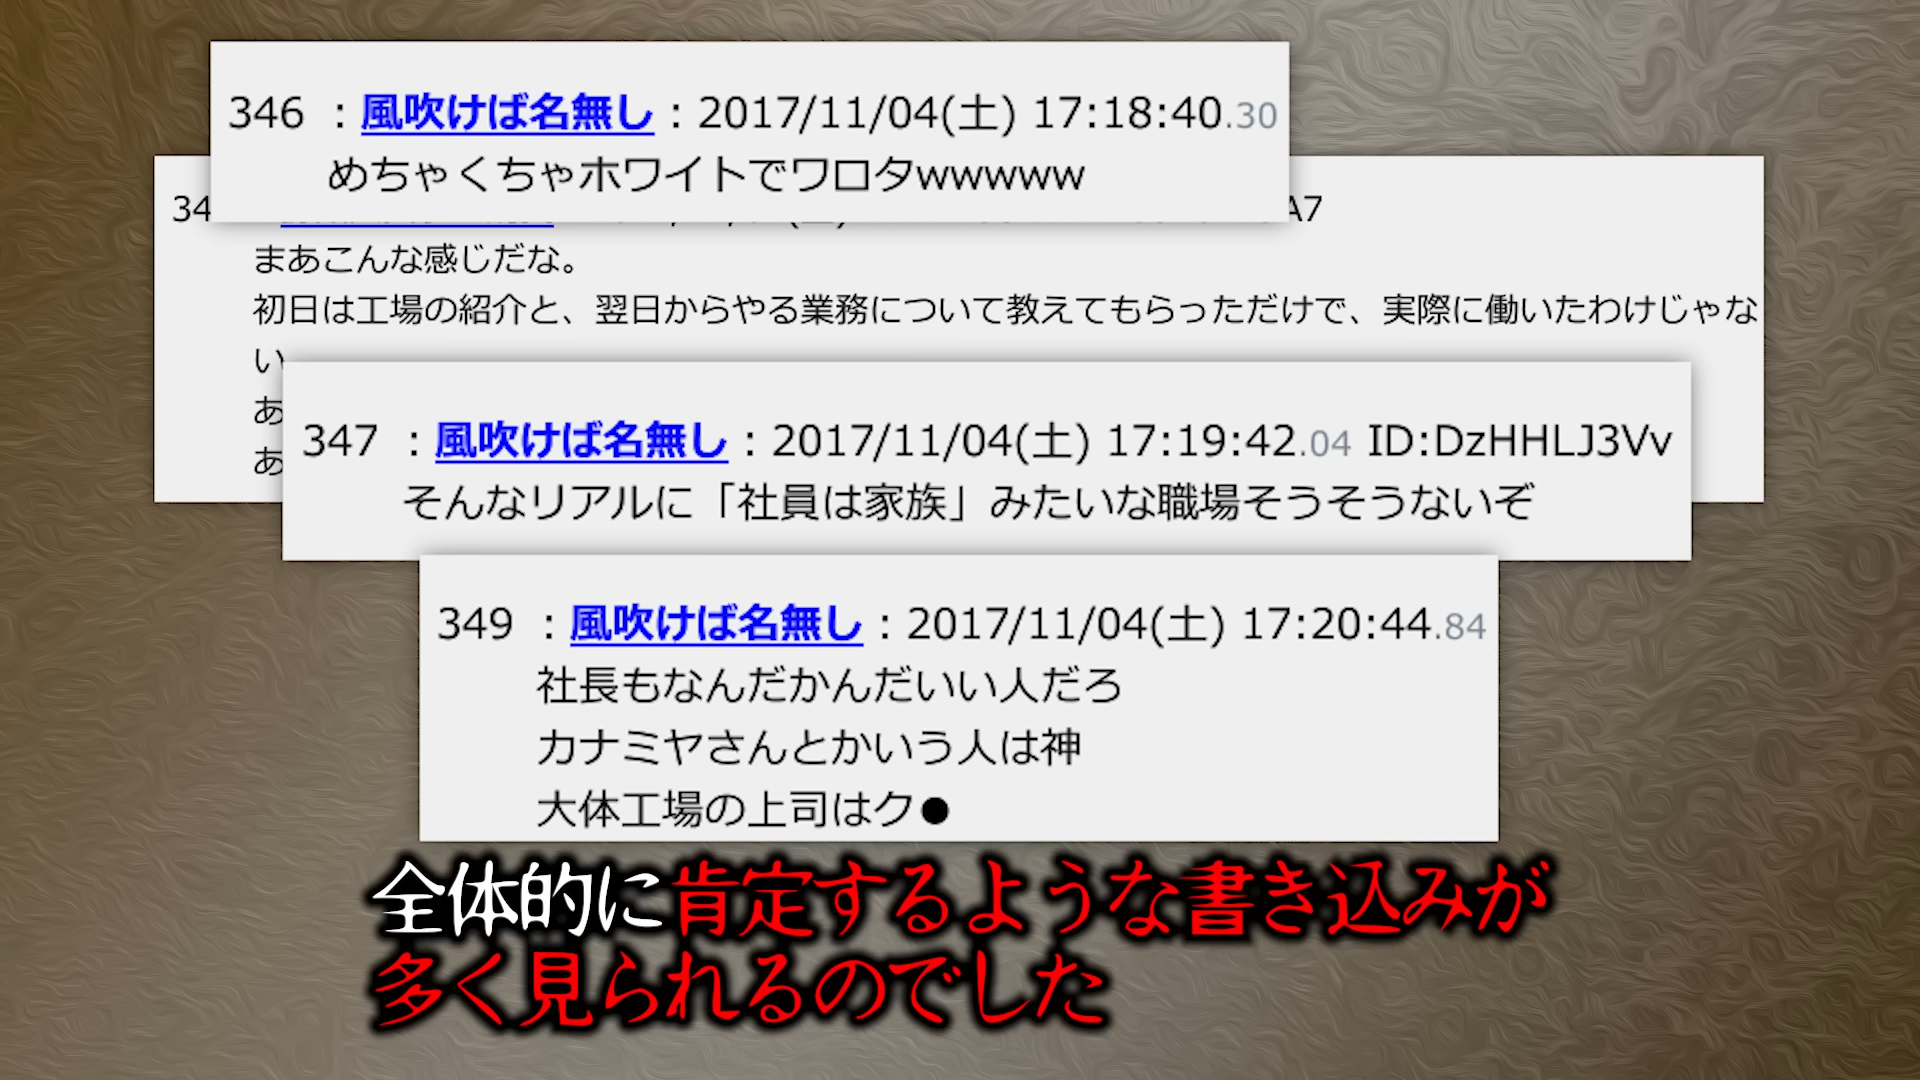 346 ：風吹けば名無し：2017/11/04(土) 17:18:40.30
めちゃくちゃホワイトでワロタwwwww
34
A7
まあこんな感じだな。
初日は工場の紹介と、翌日からやる業務について教えてもらっただけで、実際に働いたわけじゃな
い
あ
あ
347 ：風吹けば名無し：2017/11/04(土) 17:19:42.04 ID:DzHHLJ3Vv
そんなリアルに「社員は家族」みたいな職場そうそうないぞ
349 ：風吹けば名無し：2017/11/04(土) 17:20:44.84
社長もなんだかんだいい人だろ
カナミヤさんとかいう人は神
大体工場の上司はク●
全体的に肯定するような書き込みが
多く見られるのでした